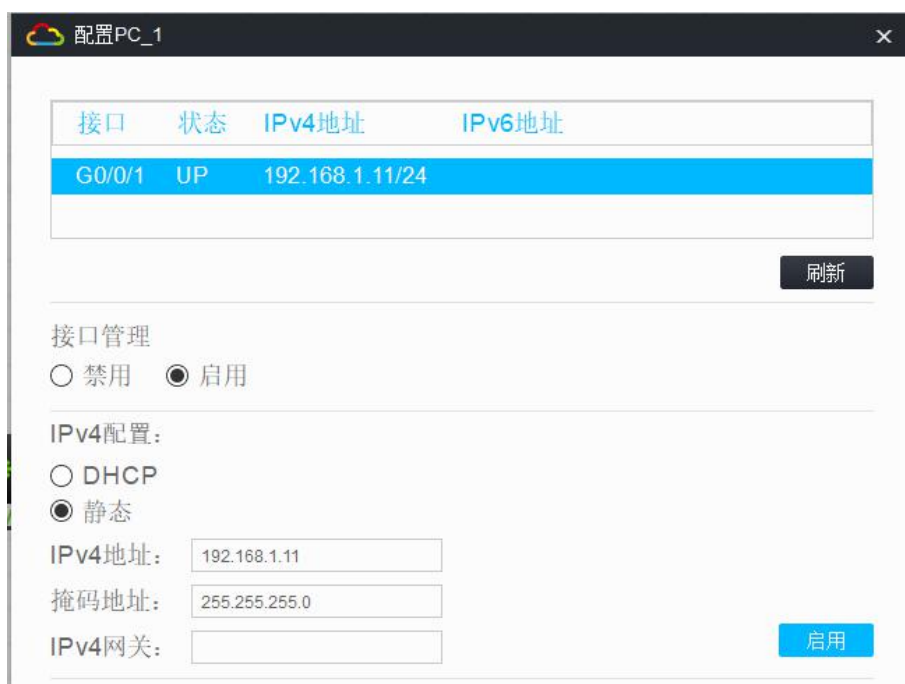 配置PC_1
接口 状态 IPv4地址 IPv6地址
G0/0/1 UP 192.168.1.11/24
刷新
接口管理
禁用 启用
IPv4配置：
DHCP
静态
IPv4地址： 192.168.1.11
掩码地址： 255.255.255.0
IPv4网关：
启用